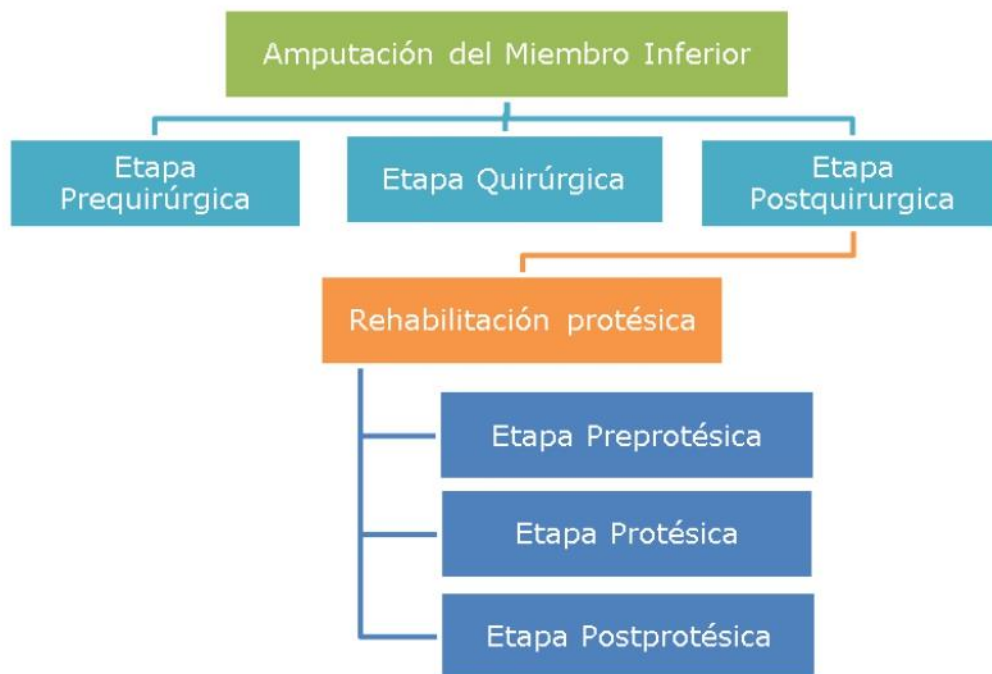 Amputación del Miembro Inferior
Etapa
Prequirúrgica
Etapa Quirúrgica
Etapa
Postquirurgica
Rehabilitación protésica
Etapa Preprotésica
Etapa Protésica
Etapa Postprotésica